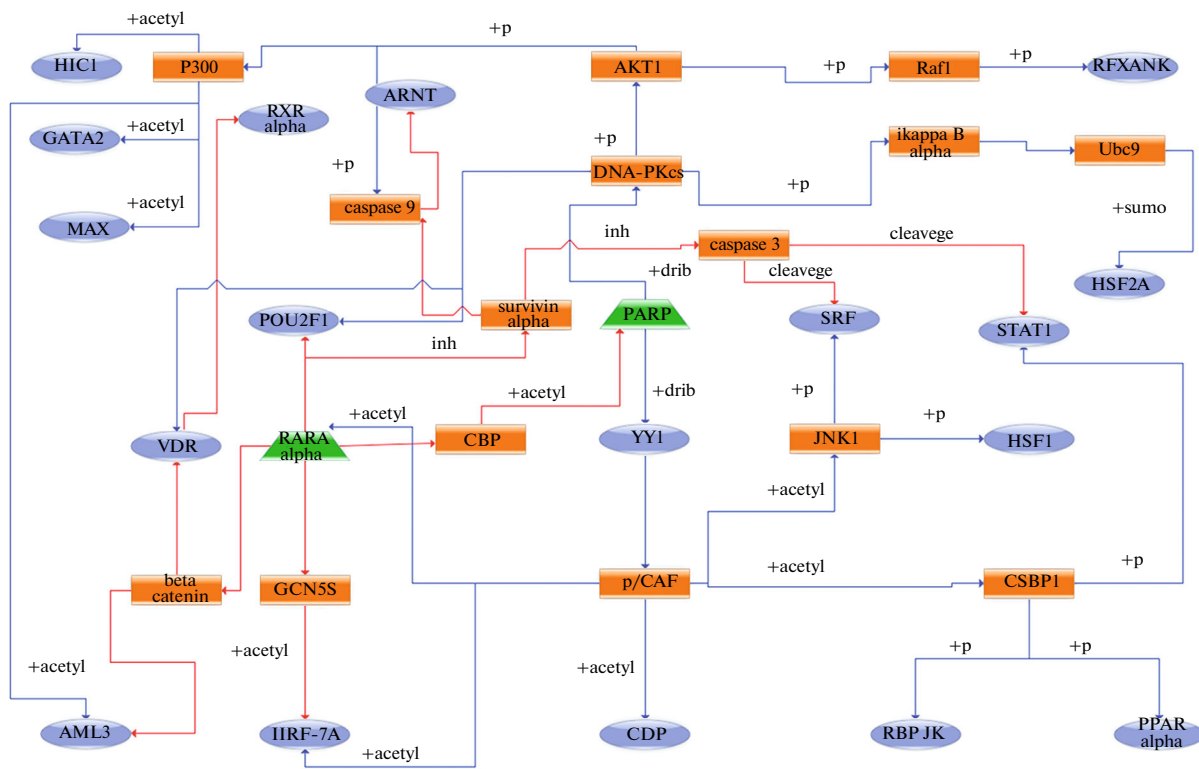 +acetyl
+p
HIC1
P300
AKT1
+p
Raf1
+p
RFXANK
ARNT
RXR
alpha
GATA2
+acetyl
+p
+p
DNA-PKcs
+p
ikappa B
alpha
Ubc9
+acetyl
MAX
caspase 9
+sumo
inh
caspase 3
cleavege
+drib
cleavege
HSF2A
POU2F1
survivin
alpha
PARP
SRF
STAT1
inh
+acetyl
+drib
+p
+acetyl
+p
VDR
RARA
alpha
CBP
YY1
JNK1
HSF1
+acetyl
+acetyl
+p
beta
catenin
GCN5S
p/CAF
CSBP1
+acetyl
+acetyl
+acetyl
+p
+p
AML3
IIRF-7A
CDP
RBP JK
PPAR
alpha
+acetyl